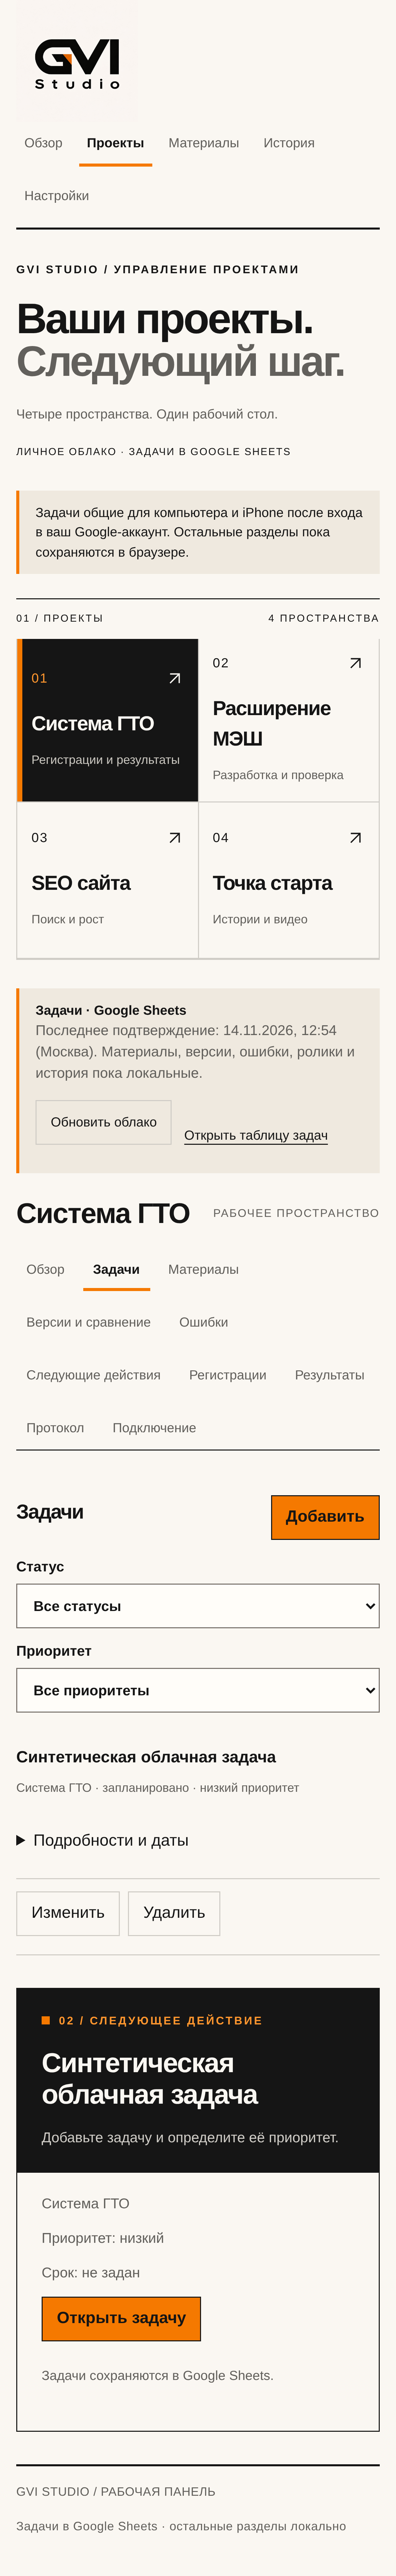 GVI
Studio
Обзор Проекты Материалы История
Настройки
GVI STUDIO / УПРАВЛЕНИЕ ПРОЕКТАМИ
Ваши проекты.
Следующий шаг.
Четыре пространства. Один рабочий стол.
ЛИЧНОЕ ОБЛАКО · ЗАДАЧИ В GOOGLE SHEETS
Задачи общие для компьютера и iPhone после входа
в ваш Google-аккаунт. Остальные разделы пока
сохраняются в браузере.
01 / ПРОЕКТЫ 4 ПРОСТРАНСТВА
01
Система ГТО
Регистрации и результаты
02
Расширение
МЭШ
Разработка и проверка
03
SEO сайта
Поиск и рост
04
Точка старта
Истории и видео
Задачи · Google Sheets
Последнее подтверждение: 14.11.2026, 12:54
(Москва). Материалы, версии, ошибки, ролики и
история пока локальные.
Обновить облако Открыть таблицу задач
Система ГТО РАБОЧЕЕ ПРОСТРАНСТВО
Обзор Задачи Материалы
Версии и сравнение Ошибки
Следующие действия Регистрации Результаты
Протокол Подключение
Задачи Добавить
Статус
Все статусы
Приоритет
Все приоритеты
Синтетическая облачная задача
Система ГТО · запланировано · низкий приоритет
Подробности и даты
Изменить Удалить
02 / СЛЕДУЮЩЕЕ ДЕЙСТВИЕ
Синтетическая
облачная задача
Добавьте задачу и определите её приоритет.
Система ГТО
Приоритет: низкий
Срок: не задан
Открыть задачу
Задачи сохраняются в Google Sheets.
GVI STUDIO / РАБОЧАЯ ПАНЕЛЬ
Задачи в Google Sheets · остальные разделы локально